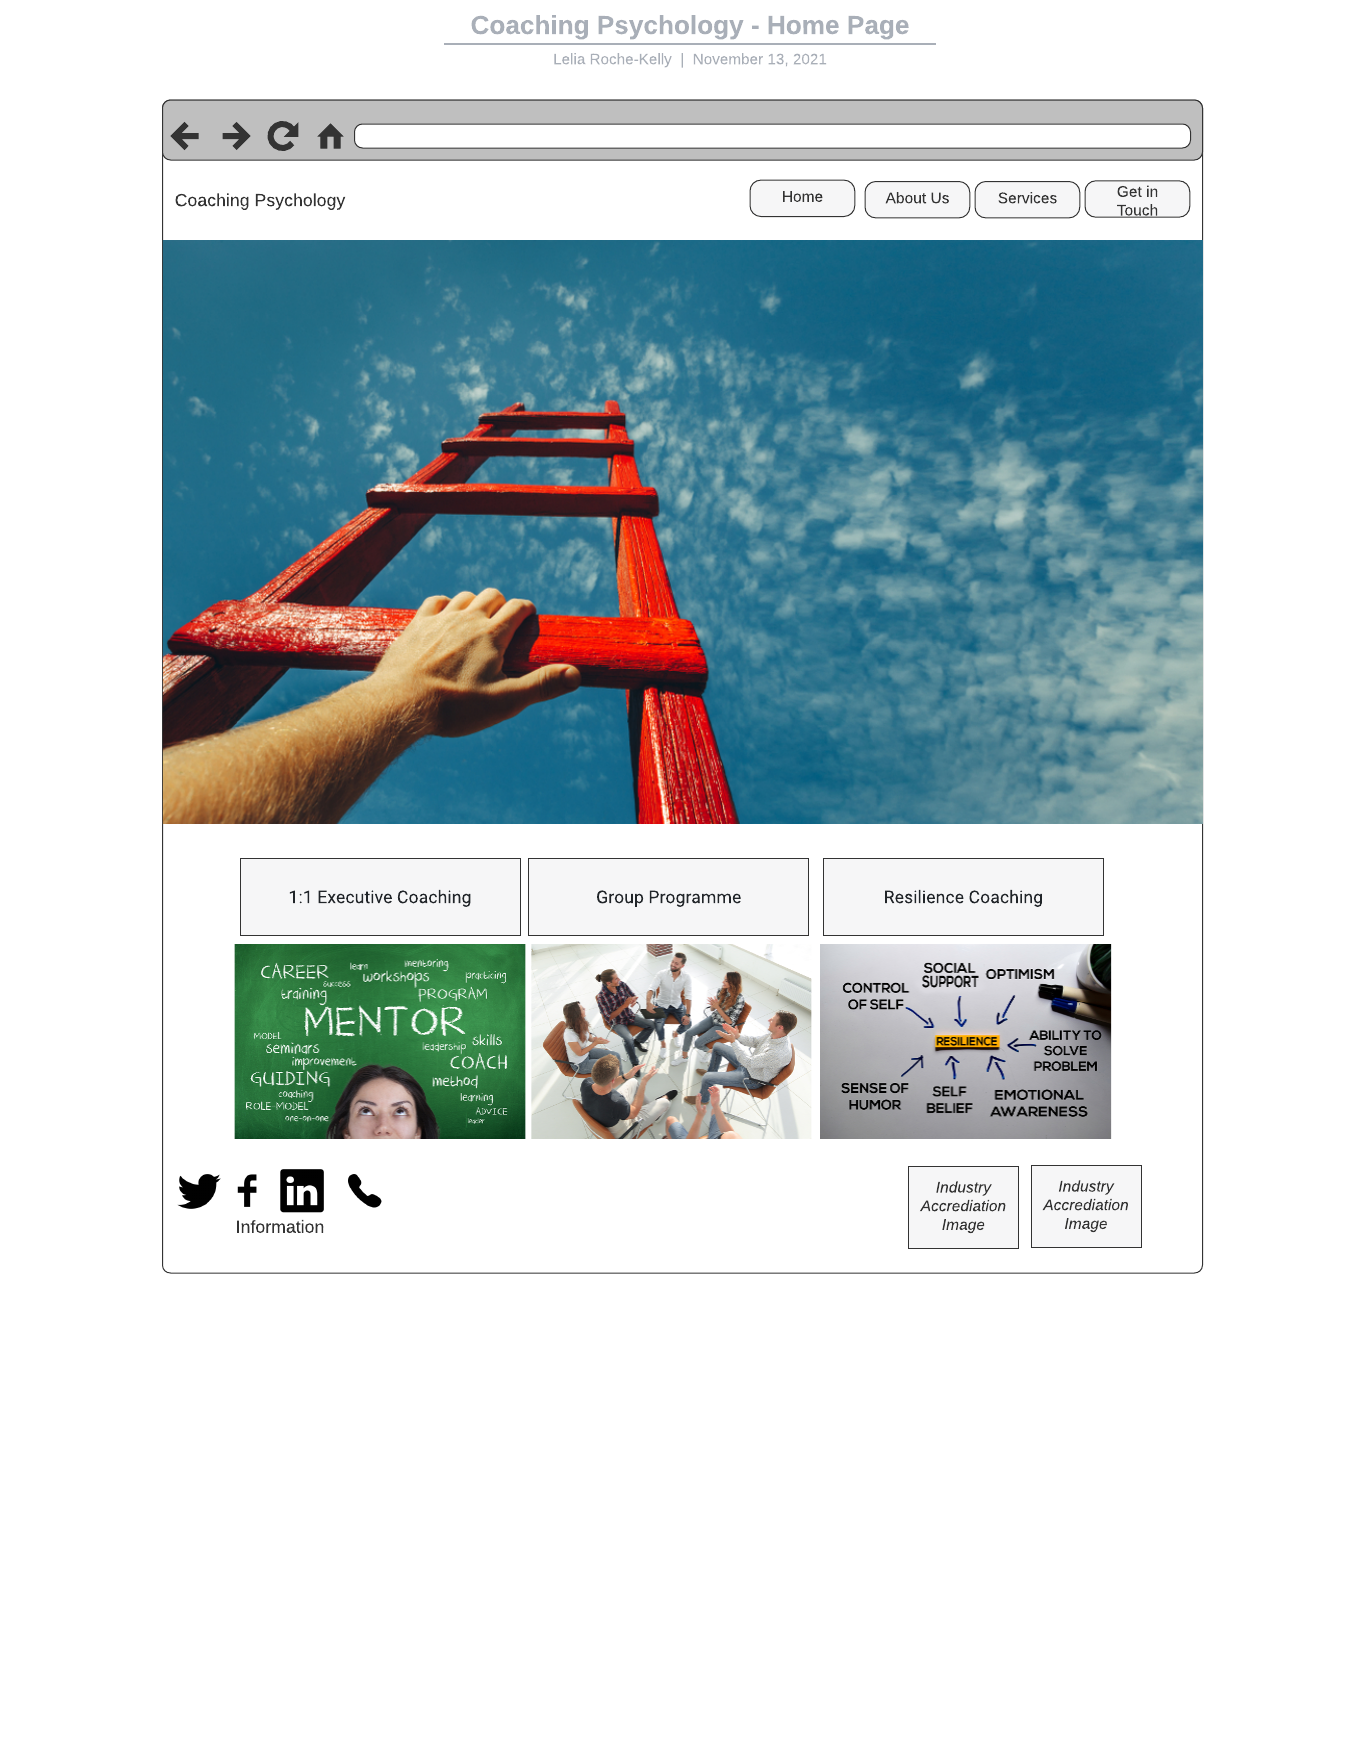 Coaching Psychology - Home Page
Lelia Roche-Kelly | November 13, 2021
Coaching Psychology
Home
About Us
Services
Get in
Touch
1:1 Executive Coaching
Group Programme
Resilience Coaching
CAREER
learn
mentoring
success
workshops
practicing
training
PROGRAM
MENTOR
MODEL
leadership
skills
seminars
improvement
COACH
GUIDING
method
coaching
learning
ROLE-MODEL
ADVICE
one-on-one
leader
SOCIAL
SUPPORT
OPTIMISM
CONTROL
OF SELF
RESILIENCE
ABILITY TO
SOLVE
PROBLEM
SENSE OF
HUMOR
SELF
BELIEF
EMOTIONAL
AWARENESS
in
Information
Industry
Accrediation
Image
Industry
Accrediation
Image